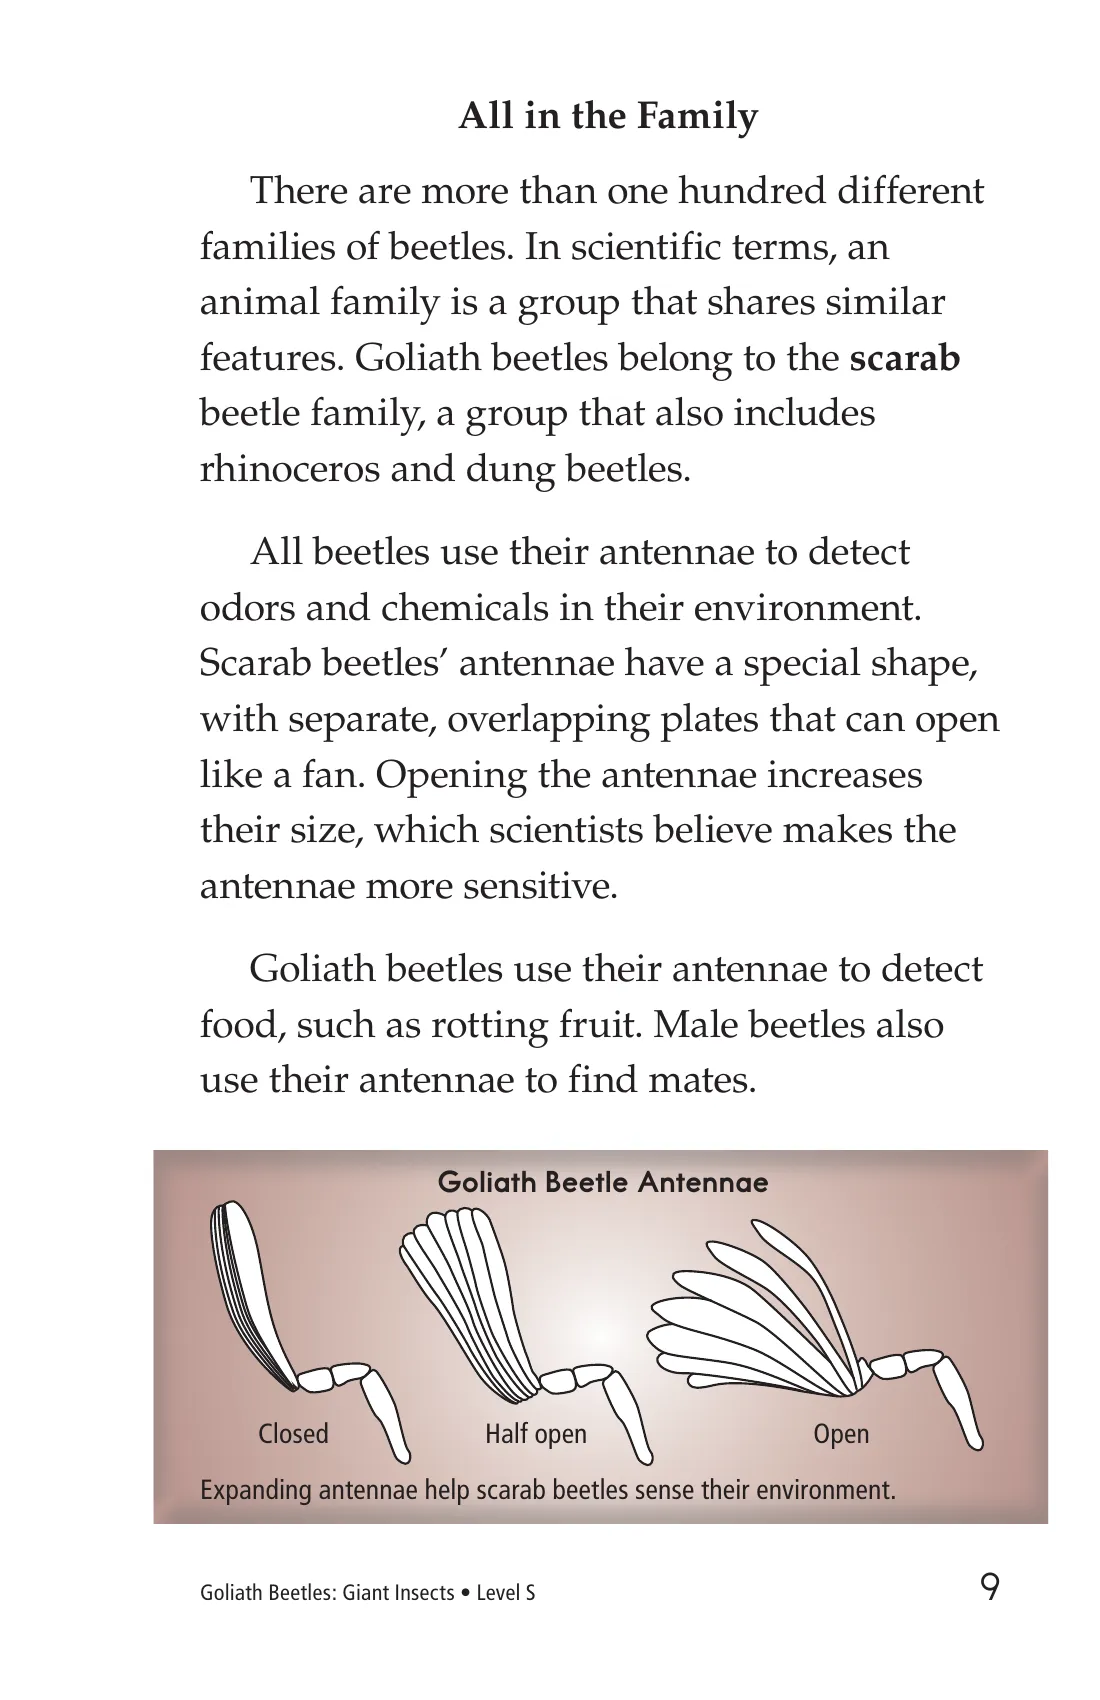 All in the Family
There are more than one hundred different
families of beetles. In scientific terms, an
animal family is a group that shares similar
features. Goliath beetles belong to the scarab
beetle family, a group that also includes
rhinoceros and dung beetles.
All beetles use their antennae to detect
odors and chemicals in their environment.
Scarab beetles’ antennae have a special shape,
with separate, overlapping plates that can open
like a fan. Opening the antennae increases
their size, which scientists believe makes the
antennae more sensitive.
Goliath beetles use their antennae to detect
food, such as rotting fruit. Male beetles also
use their antennae to find mates.
Goliath Beetle Antennae
Closed
Half open
Open
Expanding antennae help scarab beetles sense their environment.
Goliath Beetles: Giant Insects • Level S
9